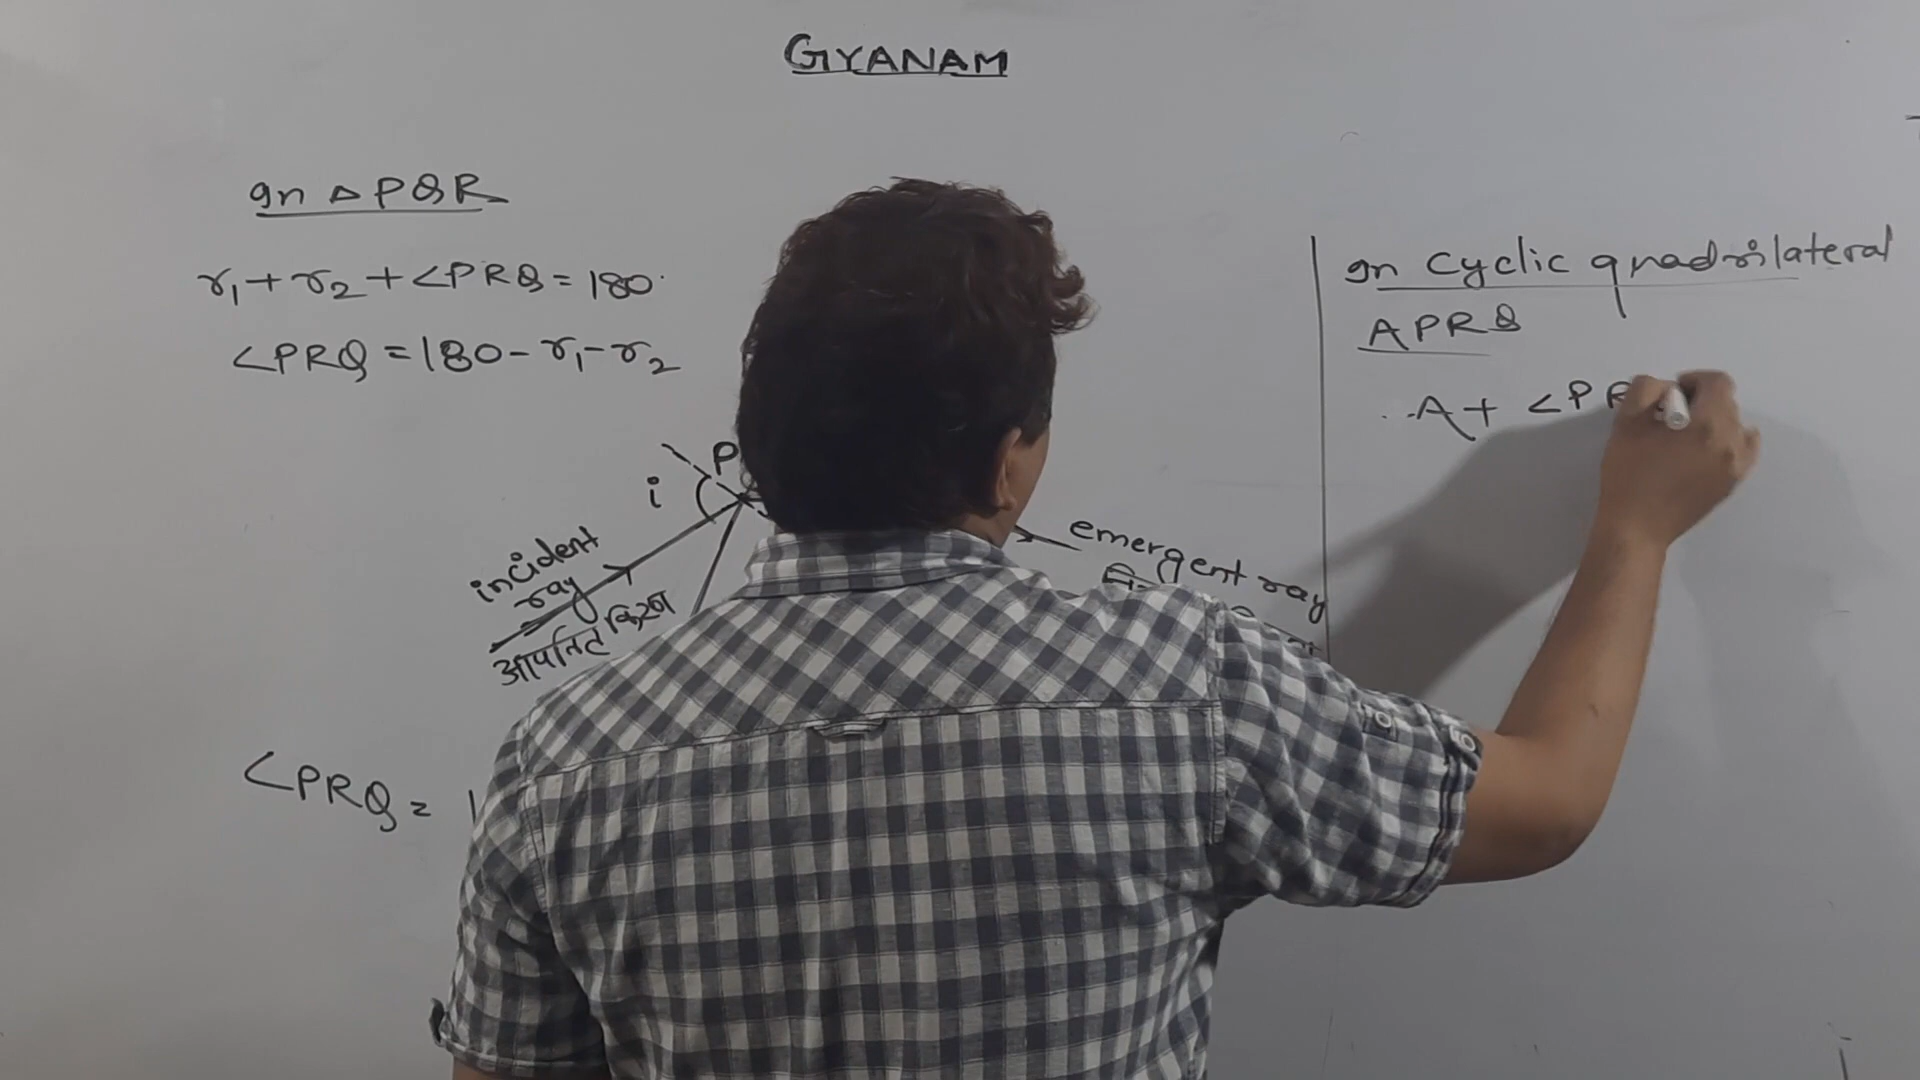 GYANAM
In △PQR
r₁ + r₂ + ∠PRQ = 180°
∠PRQ = 180 - r₁ - r₂
P
i
incident
ray
आपतित किरण
emergent ray
∠PRQ =
In cyclic quadrilateral
APRQ
A + ∠PR